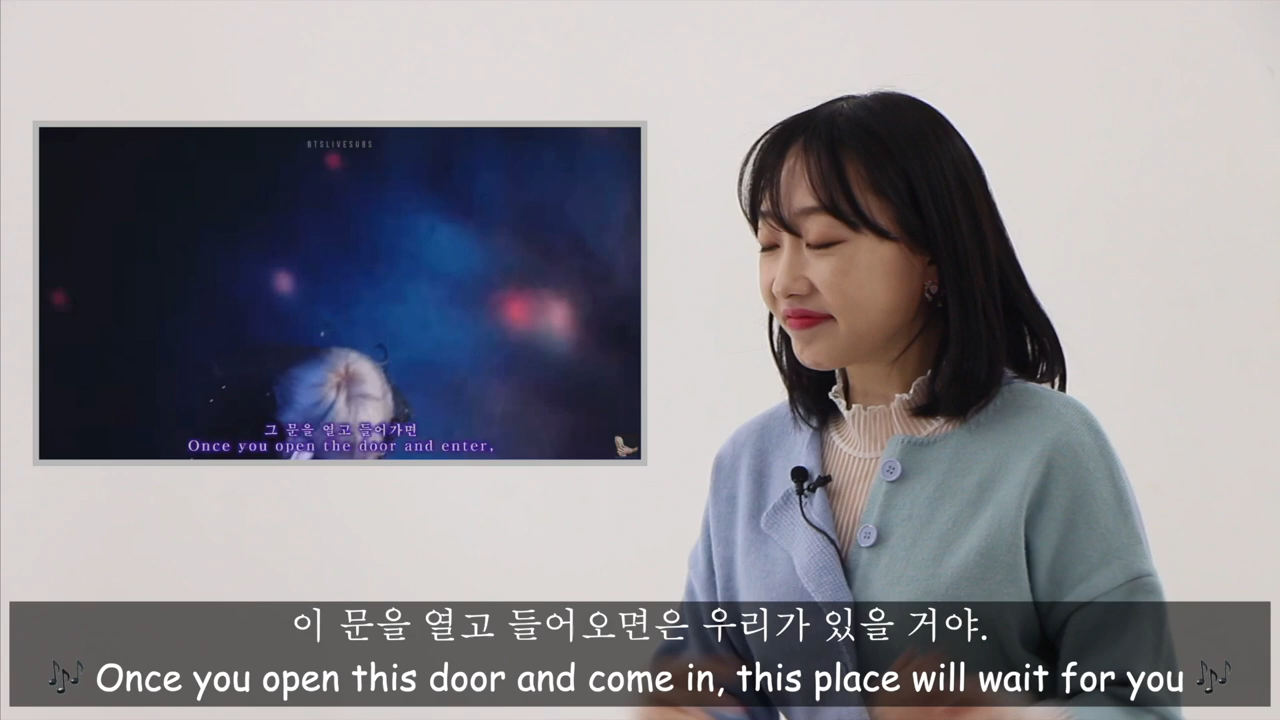 BTSLIVESUBS
그 문을 열고 들어가면
Once you open the door and enter,
이 문을 열고 들어오면은 우리가 있을 거야.
🎶 Once you open this door and come in, this place will wait for you 🎶